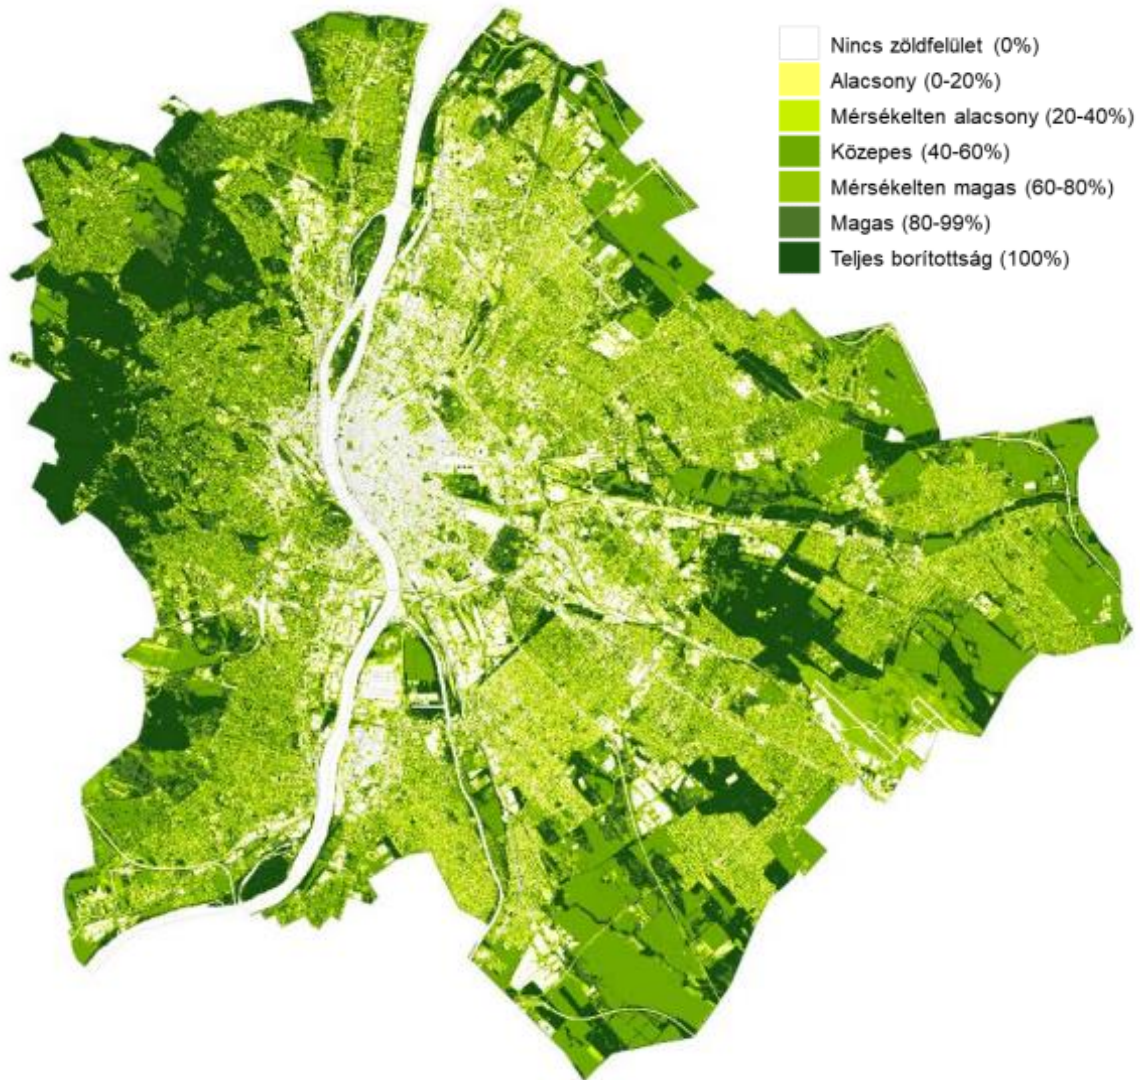 Nincs zöldfelület (0%)
Alacsony (0-20%)
Mérsékelten alacsony (20-40%)
Közepes (40-60%)
Mérsékelten magas (60-80%)
Magas (80-99%)
Teljes borítottság (100%)